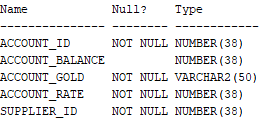 Name            Null?    Type
--------------- -------- ------------
ACCOUNT_ID      NOT NULL NUMBER(38)
ACCOUNT_BALANCE          NUMBER(38)
ACCOUNT_GOLD    NOT NULL VARCHAR2(50)
ACCOUNT_RATE    NOT NULL NUMBER(38)
SUPPLIER_ID     NOT NULL NUMBER(38)